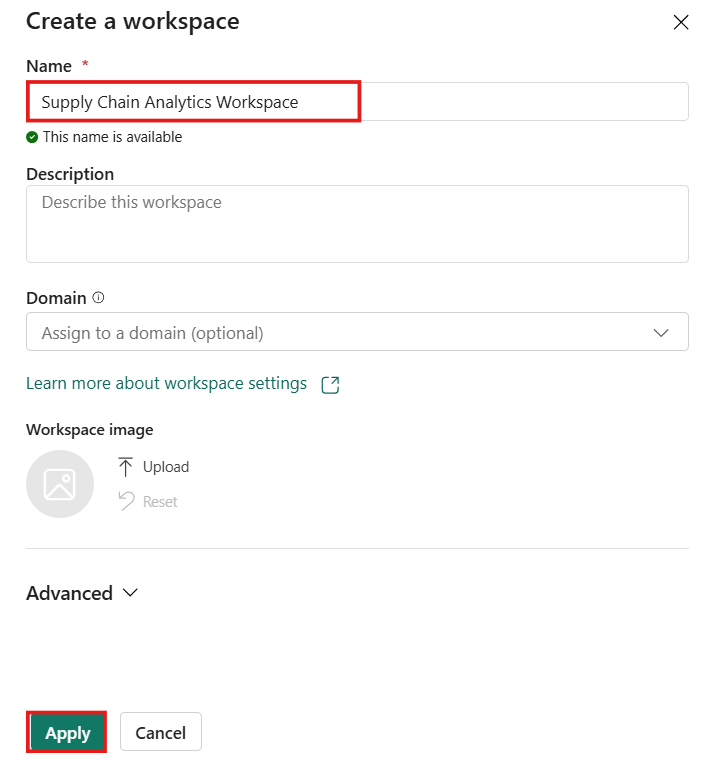 Create a workspace
Name *
Supply Chain Analytics Workspace
This name is available
Description
Describe this workspace
Domain
Assign to a domain (optional)
Learn more about workspace settings
Workspace image
Upload
Reset
Advanced
Apply Cancel